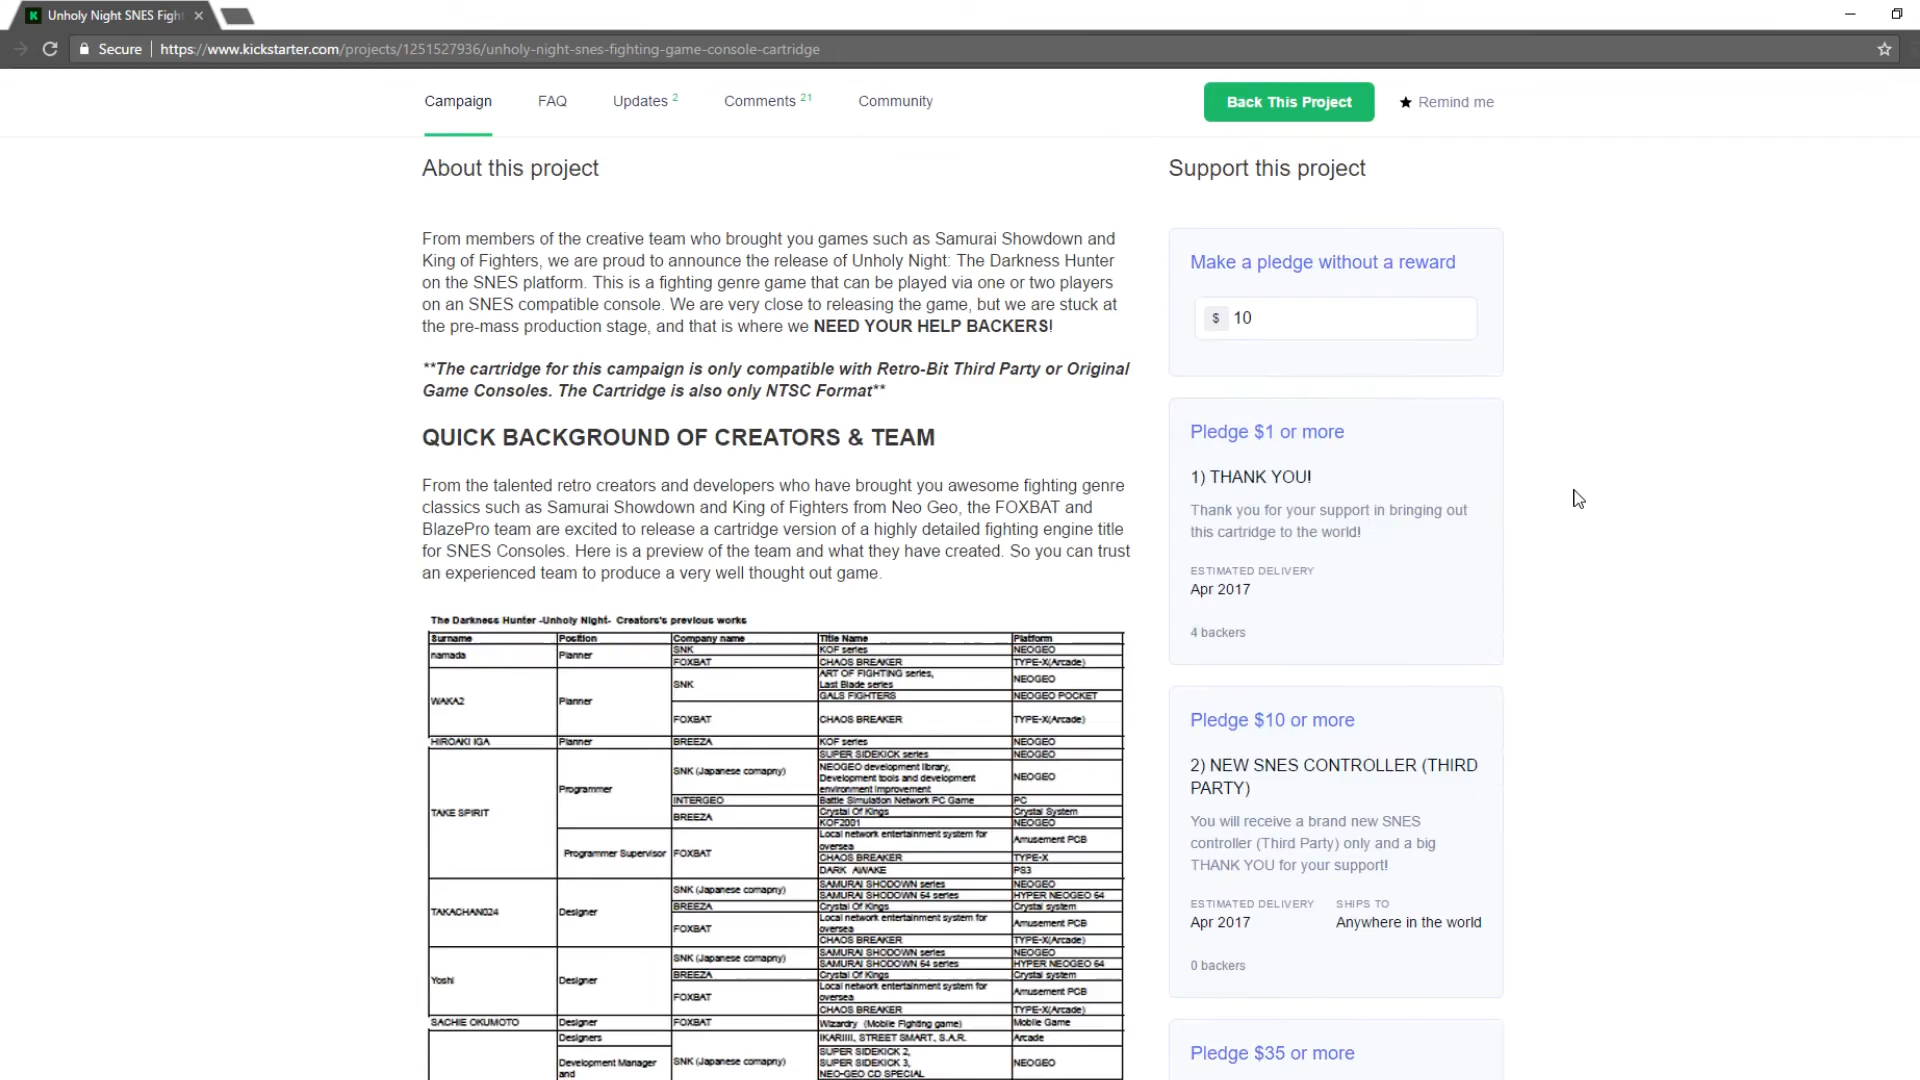 Unholy Night SNES Figh
Secure
https://www.kickstarter.com/projects/1251527936/unholy-night-snes-fighting-game-console-cartridge
Campaign
FAQ
Updates 2
Comments 21
Community
Back This Project
Remind me
About this project
From members of the creative team who brought you games such as Samurai Showdown and
King of Fighters, we are proud to announce the release of Unholy Night: The Darkness Hunter
on the SNES platform. This is a fighting genre game that can be played via one or two players
on an SNES compatible console. We are very close to releasing the game, but we are stuck at
the pre-mass production stage, and that is where we NEED YOUR HELP BACKERS!
**The cartridge for this campaign is only compatible with Retro-Bit Third Party or Original
Game Consoles. The Cartridge is also only NTSC Format**
QUICK BACKGROUND OF CREATORS & TEAM
From the talented retro creators and developers who have brought you awesome fighting genre
classics such as Samurai Showdown and King of Fighters from Neo Geo, the FOXBAT and
BlazePro team are excited to release a cartridge version of a highly detailed fighting engine title
for SNES Consoles. Here is a preview of the team and what they have created. So you can trust
an experienced team to produce a very well thought out game.
The Darkness Hunter -Unholy Night- Creators's previous works
Surname Position Company name Title Name Platform
namada Planner SNK KOF series NEOGEO
FOXBAT CHAOS BREAKER TYPE-X(Arcade)
WAKA2 Planner SNK ART OF FIGHTING series,
Last Blade series NEOGEO
GALS FIGHTERS NEOGEO POCKET
FOXBAT CHAOS BREAKER TYPE-X(Arcade)
HIROAKI IGA Planner BREEZA KOF series NEOGEO
TAKE SPIRIT Programmer SNK (Japanese comapny) SUPER SIDEKICK series NEOGEO
NEOGEO development library,
Development tools and development
environment improvement NEOGEO
INTERGEO Battle Simulation Network PC Game PC
BREEZA Crystal Of Kings Crystal System
KOF2001 NEOGEO
Programmer Supervisor FOXBAT Local network entertainment system for
oversea Amusement PCB
CHAOS BREAKER TYPE-X
DARK AWAKE PS3
TAKACHAN024 Designer SNK (Japanese comapny) SAMURAI SHODOWN series NEOGEO
SAMURAI SHODOWN 64 series HYPER NEOGEO 64
BREEZA Crystal Of Kings Crystal system
FOXBAT Local network entertainment system for
oversea Amusement PCB
CHAOS BREAKER TYPE-X(Arcade)
Yoshi Designer SNK (Japanese comapny) SAMURAI SHODOWN series NEOGEO
SAMURAI SHODOWN 64 series HYPER NEOGEO 64
BREEZA Crystal Of Kings Crystal system
FOXBAT Local network entertainment system for
oversea Amusement PCB
CHAOS BREAKER TYPE-X(Arcade)
SACHIE OKUMOTO Designer FOXBAT Wizardry (Mobile Fighting game) Mobile Game
Designers IKARIIII, STREET SMART, S.A.R. Arcade
Development Manager
and
SNK (Japanese comapny) SUPER SIDEKICK 2,
SUPER SIDEKICK 3,
NEO-GEO CD SPECIAL NEOGEO
Support this project
Make a pledge without a reward
$ 10
Pledge $1 or more
1) THANK YOU!
Thank you for your support in bringing out
this cartridge to the world!
ESTIMATED DELIVERY
Apr 2017
4 backers
Pledge $10 or more
2) NEW SNES CONTROLLER (THIRD
PARTY)
You will receive a brand new SNES
controller (Third Party) only and a big
THANK YOU for your support!
ESTIMATED DELIVERY SHIPS TO
Apr 2017 Anywhere in the world
0 backers
Pledge $35 or more